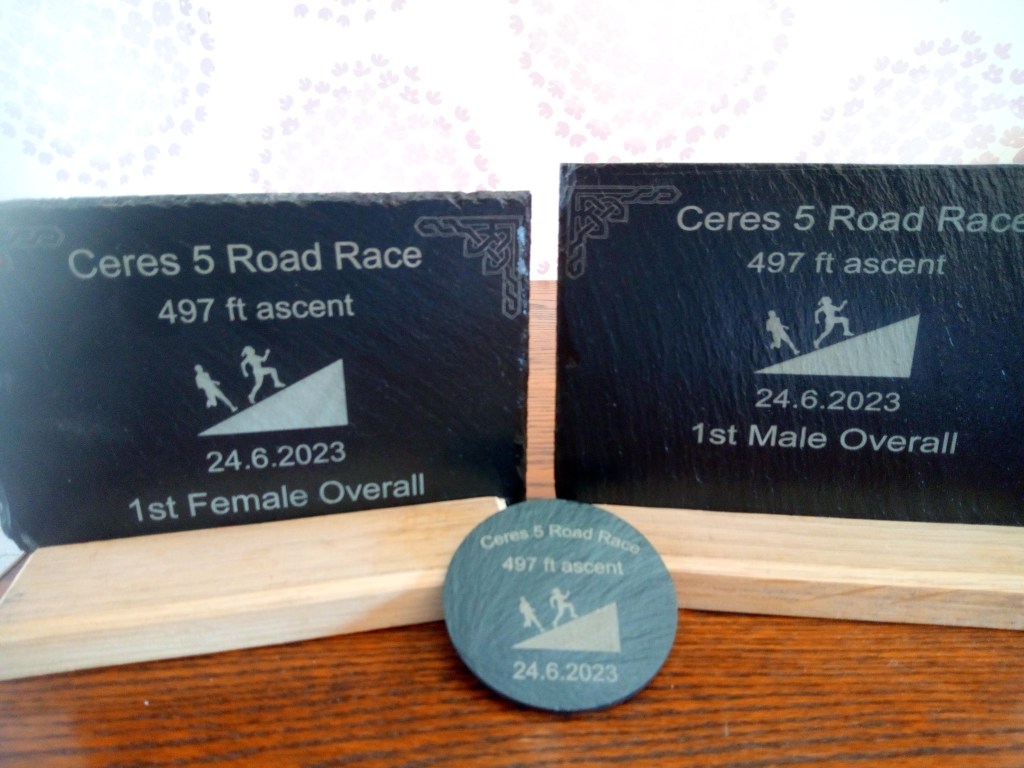 Ceres 5 Road Race
497 ft ascent
24.6.2023
1st Female Overall
Ceres 5 Road Race
497 ft ascent
24.6.2023
1st Male Overall
Ceres 5 Road Race
497 ft ascent
24.6.2023